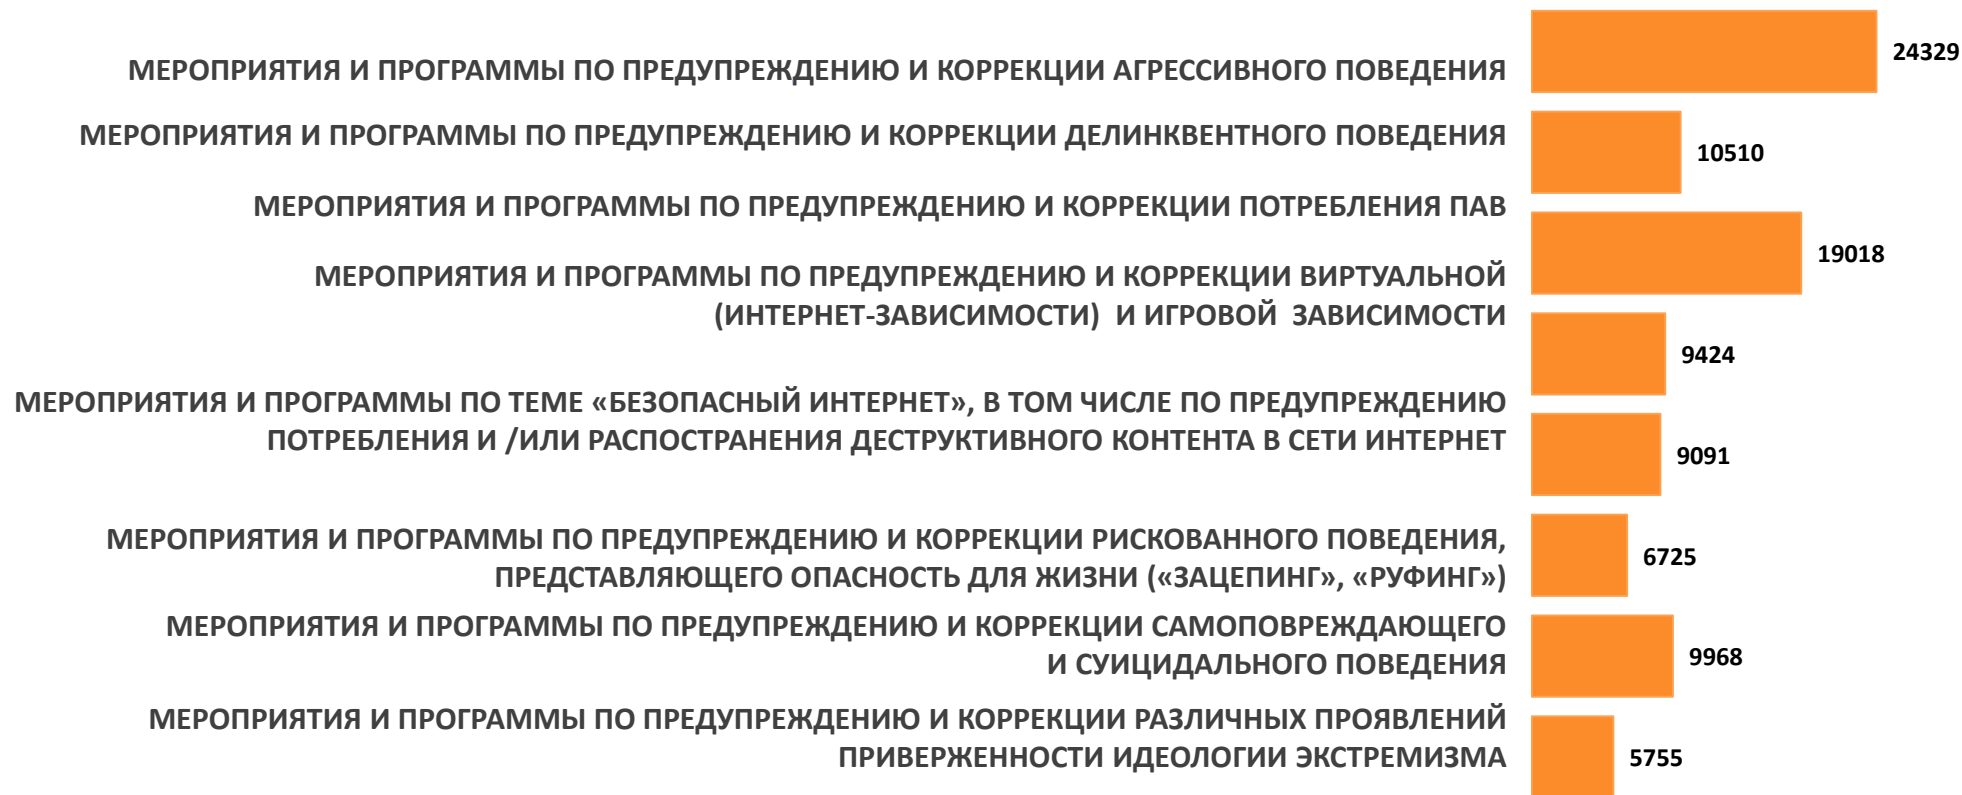 24329
МЕРОПРИЯТИЯ И ПРОГРАММЫ ПО ПРЕДУПРЕЖДЕНИЮ И КОРРЕКЦИИ АГРЕССИВНОГО ПОВЕДЕНИЯ
МЕРОПРИЯТИЯ И ПРОГРАММЫ ПО ПРЕДУПРЕЖДЕНИЮ И КОРРЕКЦИИ ДЕЛИНКВЕНТНОГО ПОВЕДЕНИЯ
10510
МЕРОПРИЯТИЯ И ПРОГРАММЫ ПО ПРЕДУПРЕЖДЕНИЮ И КОРРЕКЦИИ ПОТРЕБЛЕНИЯ ПАВ
19018
МЕРОПРИЯТИЯ И ПРОГРАММЫ ПО ПРЕДУПРЕЖДЕНИЮ И КОРРЕКЦИИ ВИРТУАЛЬНОЙ
(ИНТЕРНЕТ-ЗАВИСИМОСТИ) И ИГРОВОЙ ЗАВИСИМОСТИ
9424
МЕРОПРИЯТИЯ И ПРОГРАММЫ ПО ТЕМЕ «БЕЗОПАСНЫЙ ИНТЕРНЕТ», В ТОМ ЧИСЛЕ ПО ПРЕДУПРЕЖДЕНИЮ
ПОТРЕБЛЕНИЯ И /ИЛИ РАСПОСТРАНЕНИЯ ДЕСТРУКТИВНОГО КОНТЕНТА В СЕТИ ИНТЕРНЕТ
9091
МЕРОПРИЯТИЯ И ПРОГРАММЫ ПО ПРЕДУПРЕЖДЕНИЮ И КОРРЕКЦИИ РИСКОВАННОГО ПОВЕДЕНИЯ,
ПРЕДСТАВЛЯЮЩЕГО ОПАСНОСТЬ ДЛЯ ЖИЗНИ («ЗАЦЕПИНГ», «РУФИНГ»)
6725
МЕРОПРИЯТИЯ И ПРОГРАММЫ ПО ПРЕДУПРЕЖДЕНИЮ И КОРРЕКЦИИ САМОПОВРЕЖДАЮЩЕГО
И СУИЦИДАЛЬНОГО ПОВЕДЕНИЯ
9968
МЕРОПРИЯТИЯ И ПРОГРАММЫ ПО ПРЕДУПРЕЖДЕНИЮ И КОРРЕКЦИИ РАЗЛИЧНЫХ ПРОЯВЛЕНИЙ
ПРИВЕРЖЕННОСТИ ИДЕОЛОГИИ ЭКСТРЕМИЗМА
5755